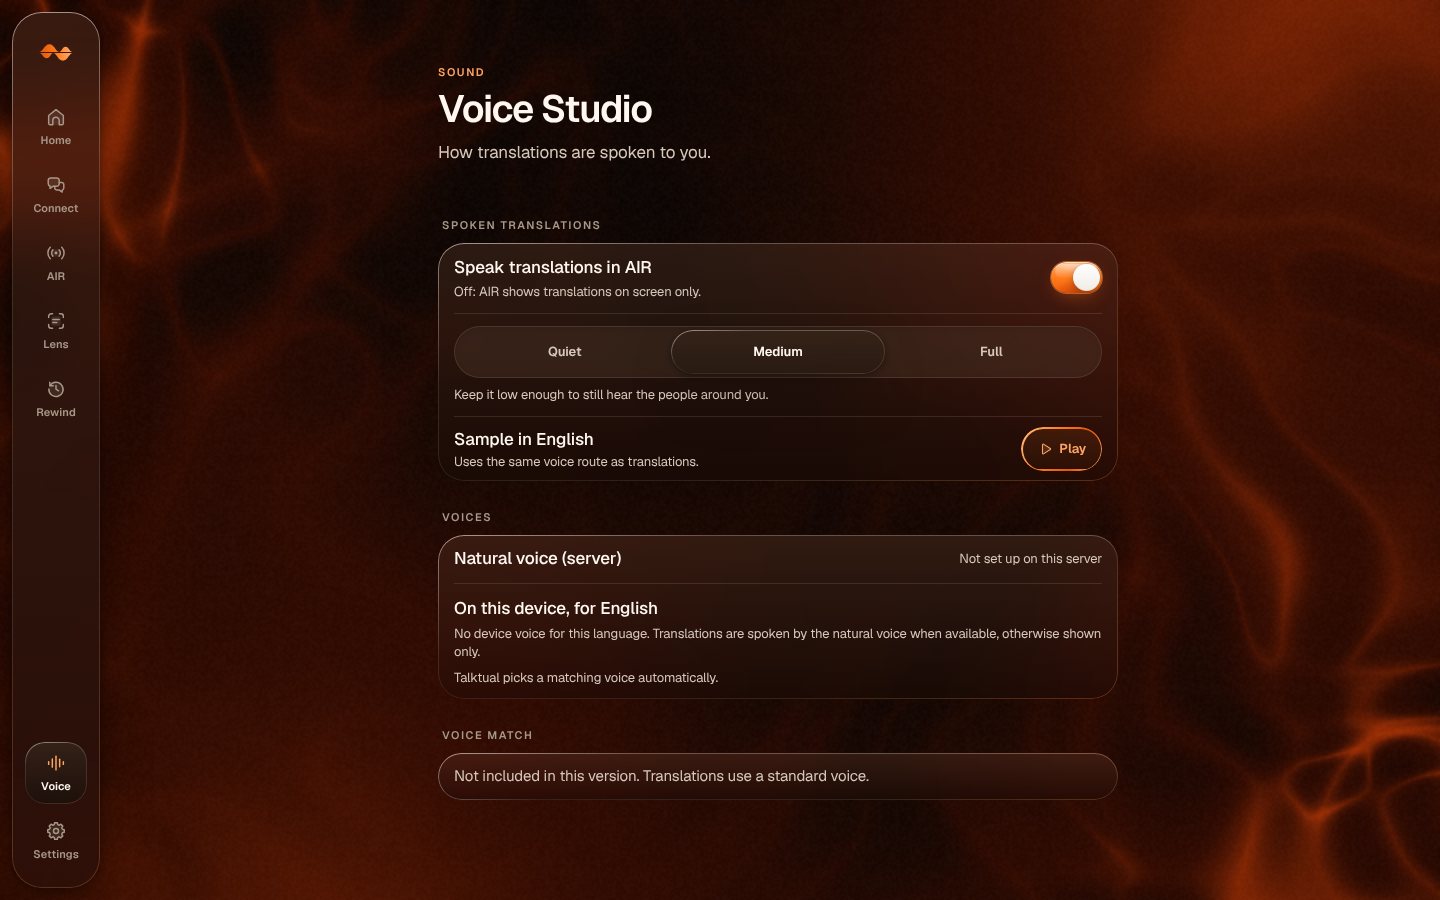 SOUND
Voice Studio
How translations are spoken to you.
Home
Connect
AIR
Lens
Rewind
Voice
Settings
SPOKEN TRANSLATIONS
Speak translations in AIR
Off: AIR shows translations on screen only.
Quiet Medium Full
Keep it low enough to still hear the people around you.
Sample in English
Uses the same voice route as translations.
Play
VOICES
Natural voice (server) Not set up on this server
On this device, for English
No device voice for this language. Translations are spoken by the natural voice when available, otherwise shown
only.
Talktual picks a matching voice automatically.
VOICE MATCH
Not included in this version. Translations use a standard voice.